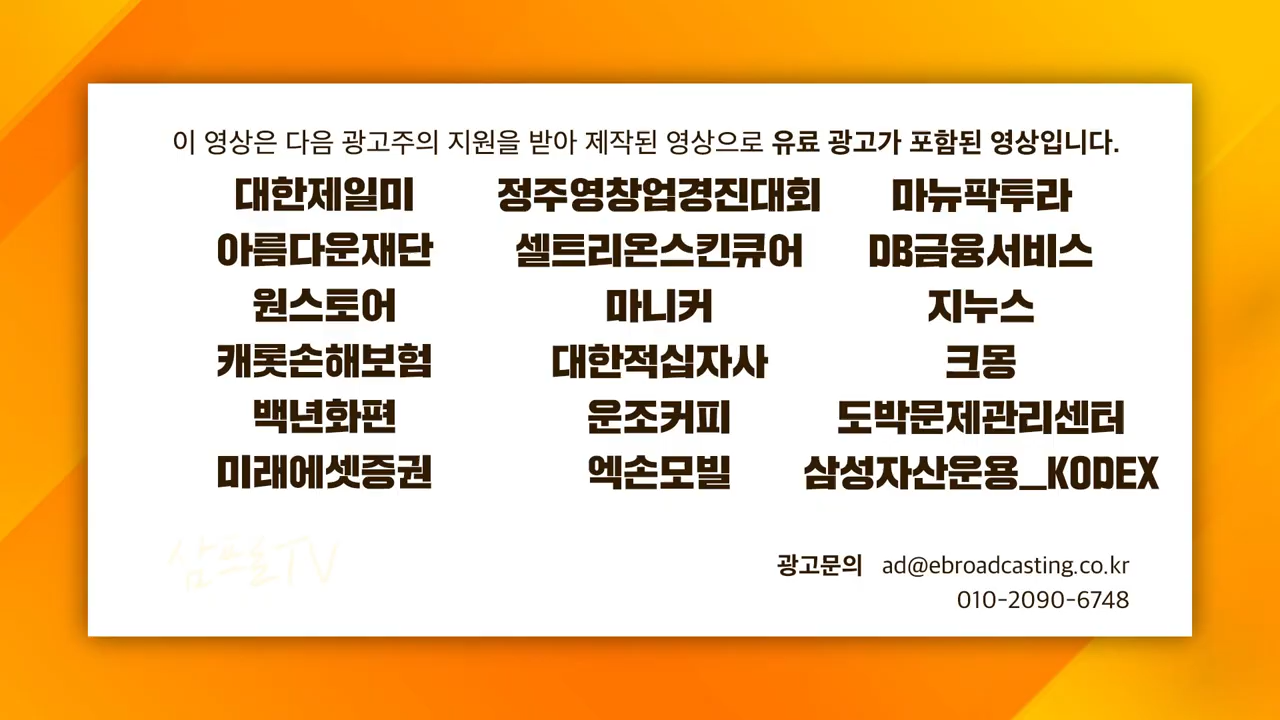 이 영상은 다음 광고주의 지원을 받아 제작된 영상으로 유료 광고가 포함된 영상입니다.
대한제일미 정주영창업경진대회 마뉴팍투라
아름다운재단 셀트리온스킨큐어 DB금융서비스
원스토어 마니커 지누스
캐롯손해보험 대한적십자사 크몽
백년화편 운조커피 도박문제관리센터
미래에셋증권 엑손모빌 삼성자산운용_KODEX
삼프로TV
광고문의 ad@ebroadcasting.co.kr
010-2090-6748